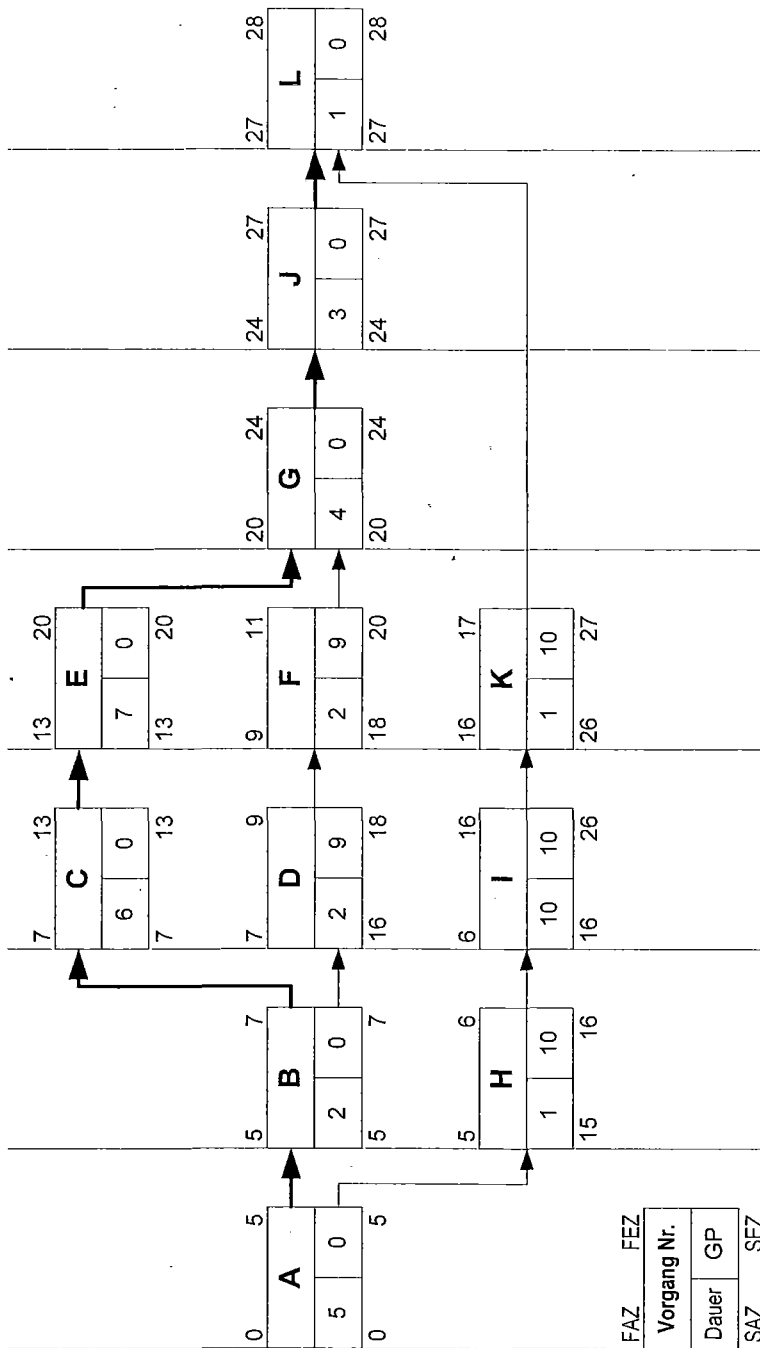 7 13
C
6 0
7 13
13 20
E
7 0
13 20
0 5
A
5 0
0 5
5 7
B
2 0
5 7
7 9
D
2 9
16 18
9 11
F
2 9
18 20
20 24
G
4 0
20 24
24 27
J
3 0
24 27
27 28
L
1 0
27 28
5 6
H
1 10
15 16
6 16
I
10 10
16 26
16 17
K
1 10
26 27
FAZ FEZ
Vorgang Nr.
Dauer GP
SAZ SEZ